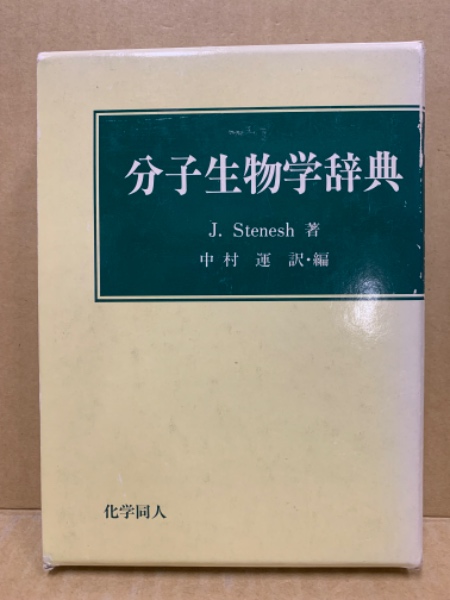 分子生物学辞典
J. Stenesh 著
中村 運 訳・編
化学同人